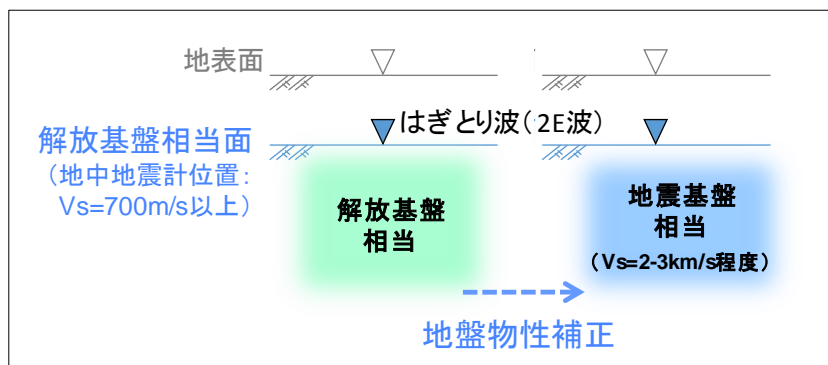 地表面
はぎとり波（2E波）
解放基盤相当面
（地中地震計位置：
Vs=700m/s以上）
解放基盤
相当
地震基盤
相当
（Vs=2-3km/s程度）
地盤物性補正